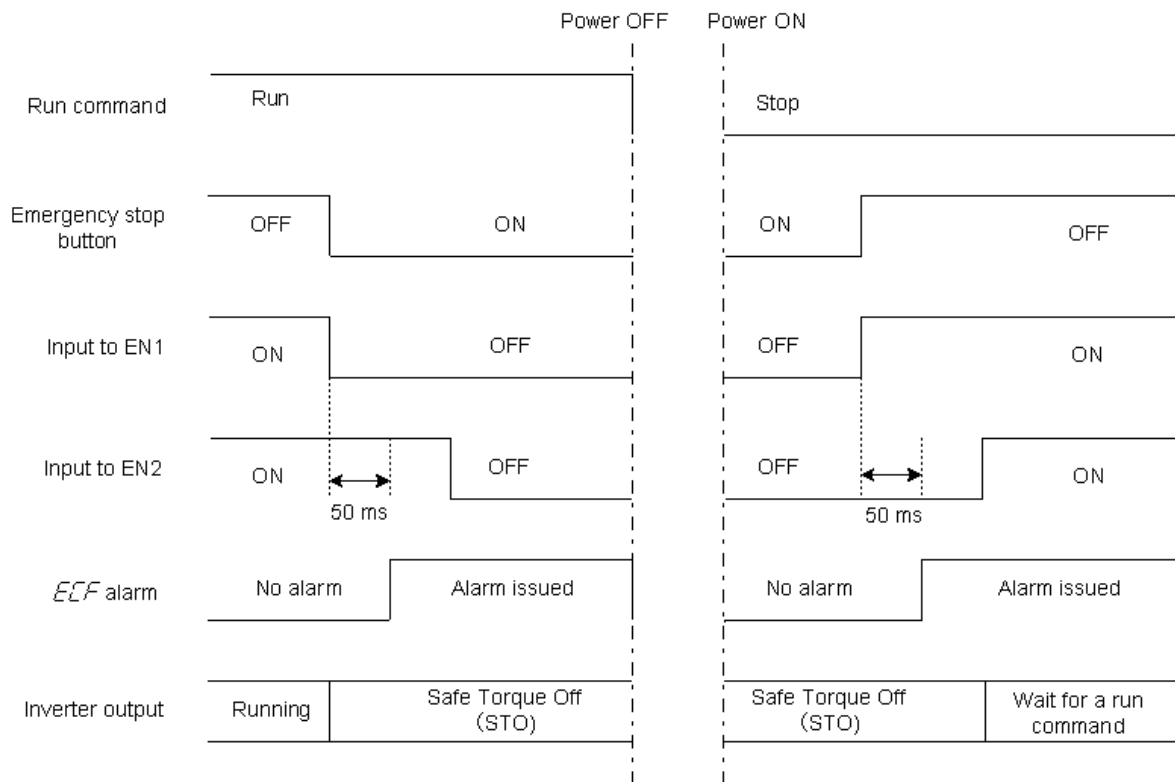 Power OFF
Power ON
Run command
Run
Stop
Emergency stop
button
OFF
ON
ON
OFF
Input to EN1
ON
OFF
OFF
ON
Input to EN2
ON
OFF
OFF
ON
50 ms
50 ms
ECF alarm
No alarm
Alarm issued
No alarm
Alarm issued
Inverter output
Running
Safe Torque Off
(STO)
Safe Torque Off
(STO)
Wait for a run
command